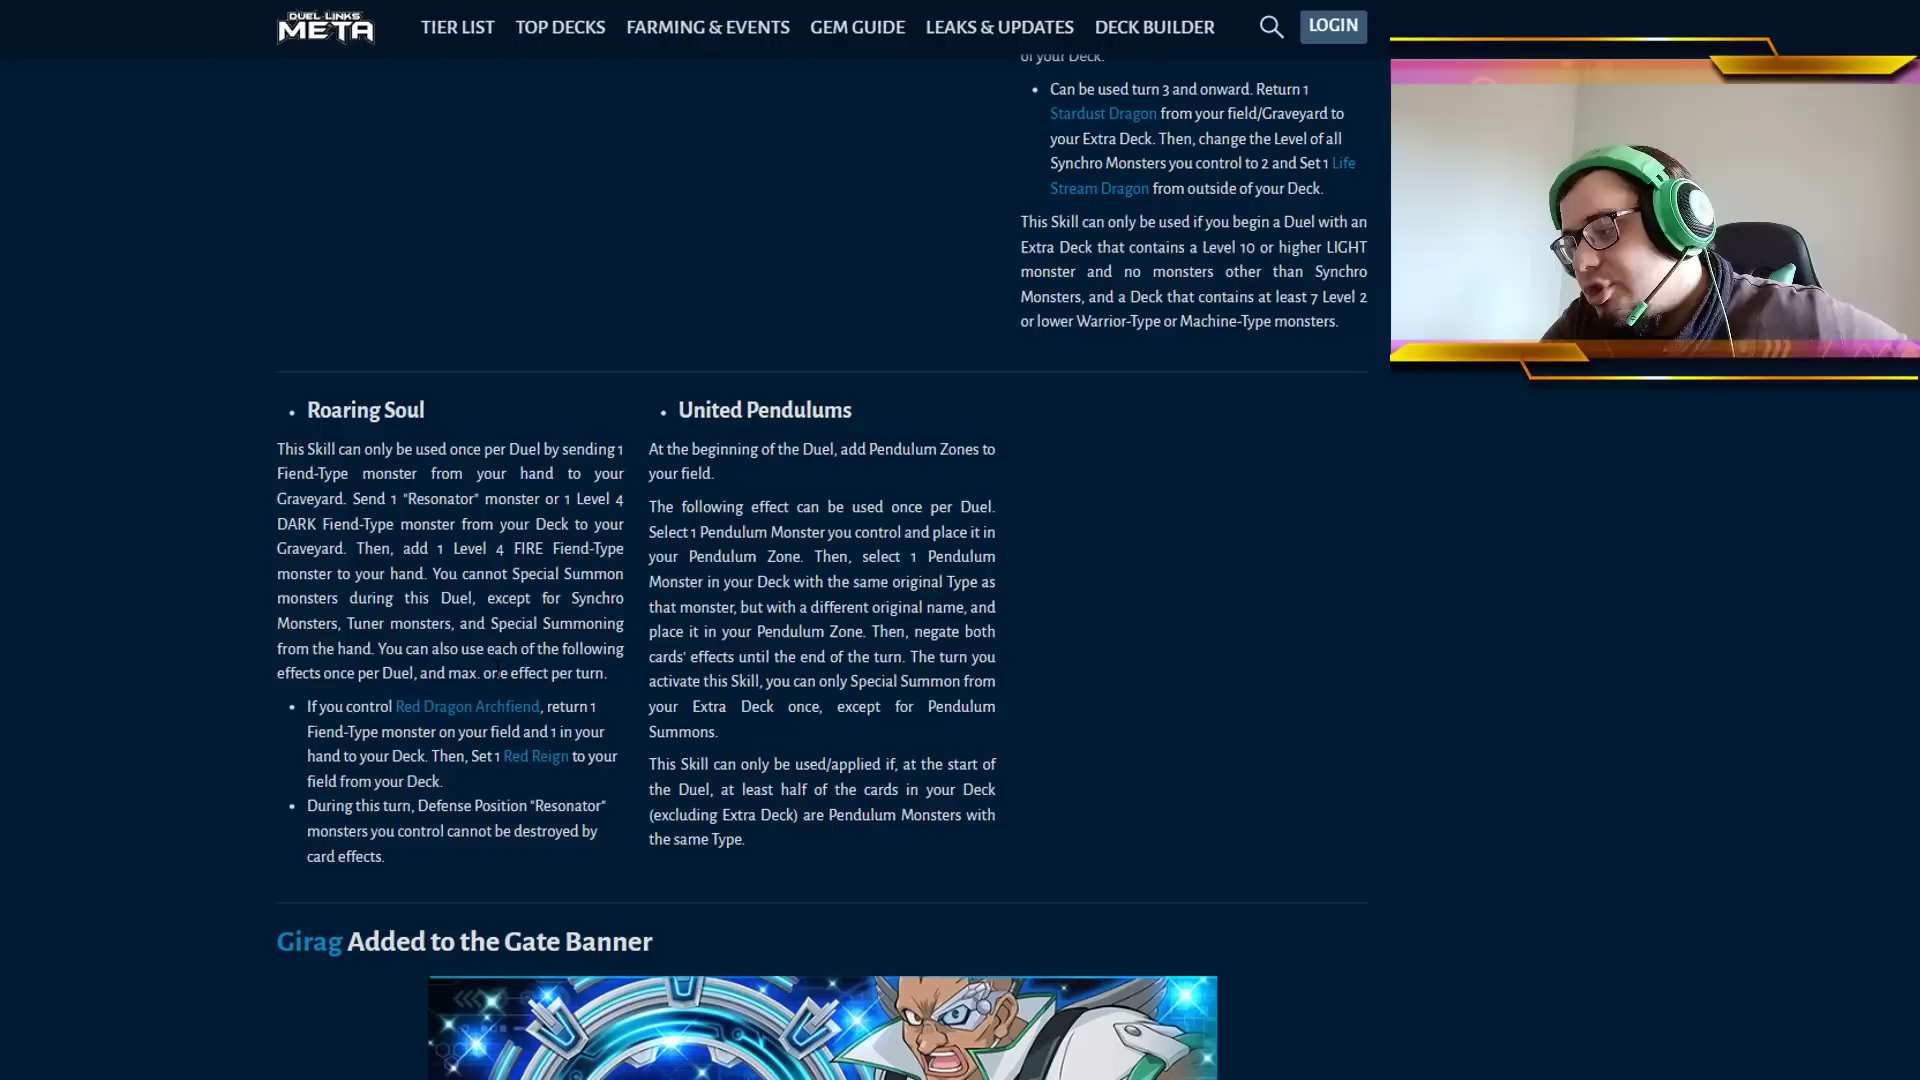 DUEL LINKS
META
TIER LIST
TOP DECKS
FARMING & EVENTS
GEM GUIDE
LEAKS & UPDATES
DECK BUILDER
LOGIN
of your Deck.
• Can be used turn 3 and onward. Return 1
Stardust Dragon from your field/Graveyard to
your Extra Deck. Then, change the Level of all
Synchro Monsters you control to 2 and Set 1 Life
Stream Dragon from outside of your Deck.
This Skill can only be used if you begin a Duel with an
Extra Deck that contains a Level 10 or higher LIGHT
monster and no monsters other than Synchro
Monsters, and a Deck that contains at least 7 Level 2
or lower Warrior-Type or Machine-Type monsters.
• Roaring Soul
This Skill can only be used once per Duel by sending 1
Fiend-Type monster from your hand to your
Graveyard. Send 1 "Resonator" monster or 1 Level 4
DARK Fiend-Type monster from your Deck to your
Graveyard. Then, add 1 Level 4 FIRE Fiend-Type
monster to your hand. You cannot Special Summon
monsters during this Duel, except for Synchro
Monsters, Tuner monsters, and Special Summoning
from the hand. You can also use each of the following
effects once per Duel, and max. one effect per turn.
• If you control Red Dragon Archfiend, return 1
Fiend-Type monster on your field and 1 in your
hand to your Deck. Then, Set 1 Red Reign to your
field from your Deck.
• During this turn, Defense Position "Resonator"
monsters you control cannot be destroyed by
card effects.
• United Pendulums
At the beginning of the Duel, add Pendulum Zones to
your field.
The following effect can be used once per Duel.
Select 1 Pendulum Monster you control and place it in
your Pendulum Zone. Then, select 1 Pendulum
Monster in your Deck with the same original Type as
that monster, but with a different original name, and
place it in your Pendulum Zone. Then, negate both
cards' effects until the end of the turn. The turn you
activate this Skill, you can only Special Summon from
your Extra Deck once, except for Pendulum
Summons.
This Skill can only be used/applied if, at the start of
the Duel, at least half of the cards in your Deck
(excluding Extra Deck) are Pendulum Monsters with
the same Type.
Girag Added to the Gate Banner